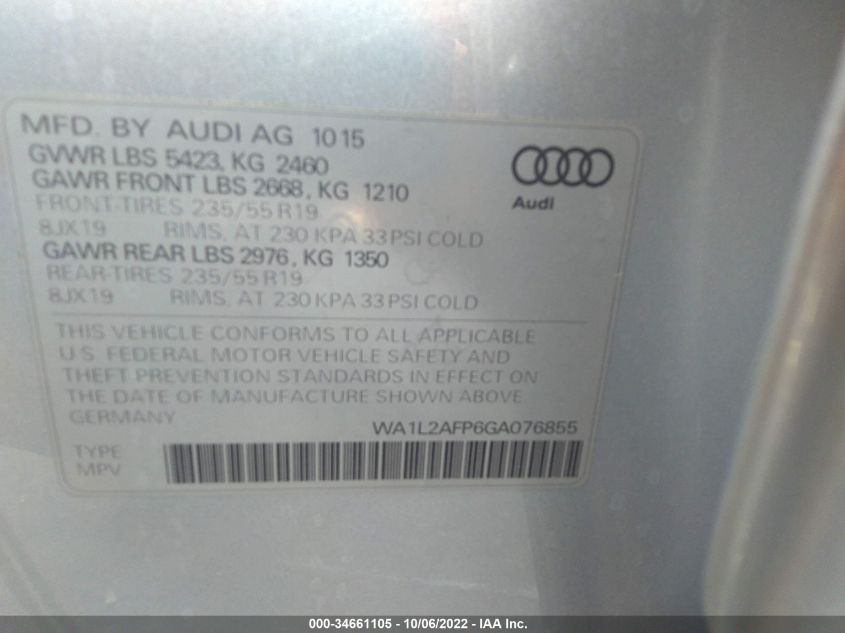 MFD. BY AUDI AG 10 15
GVWR LBS 5423, KG 2460
GAWR FRONT LBS 2668, KG 1210
FRONT-TIRES 235/55 R19
8JX19 RIMS, AT 230 KPA 33 PSI COLD
GAWR REAR LBS 2976, KG 1350
REAR-TIRES 235/55 R19
8JX19 RIMS, AT 230 KPA 33 PSI COLD
Audi
THIS VEHICLE CONFORMS TO ALL APPLICABLE
U.S. FEDERAL MOTOR VEHICLE SAFETY AND
THEFT PREVENTION STANDARDS IN EFFECT ON
THE DATE OF MANUFACTURE SHOWN ABOVE
GERMANY WA1L2AFP6GA076855
TYPE
MPV
000-34661105 - 10/06/2022 - IAA Inc.